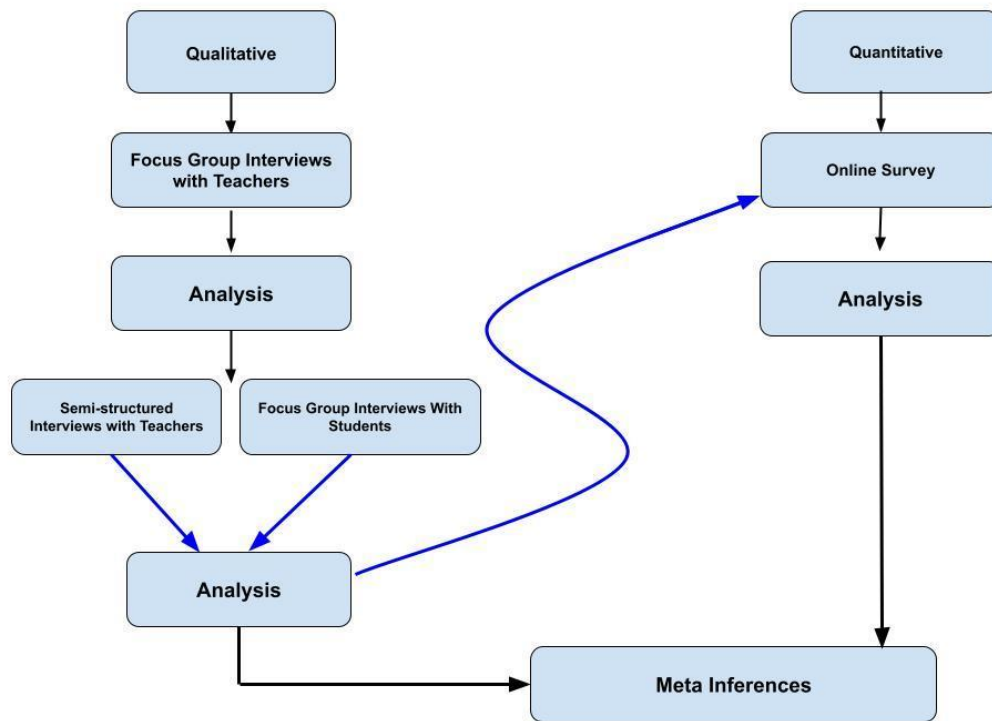 Qualitative
Quantitative
Focus Group Interviews
with Teachers
Online Survey
Analysis
Analysis
Semi-structured
Interviews with Teachers
Focus Group Interviews With
Students
Analysis
Meta Inferences